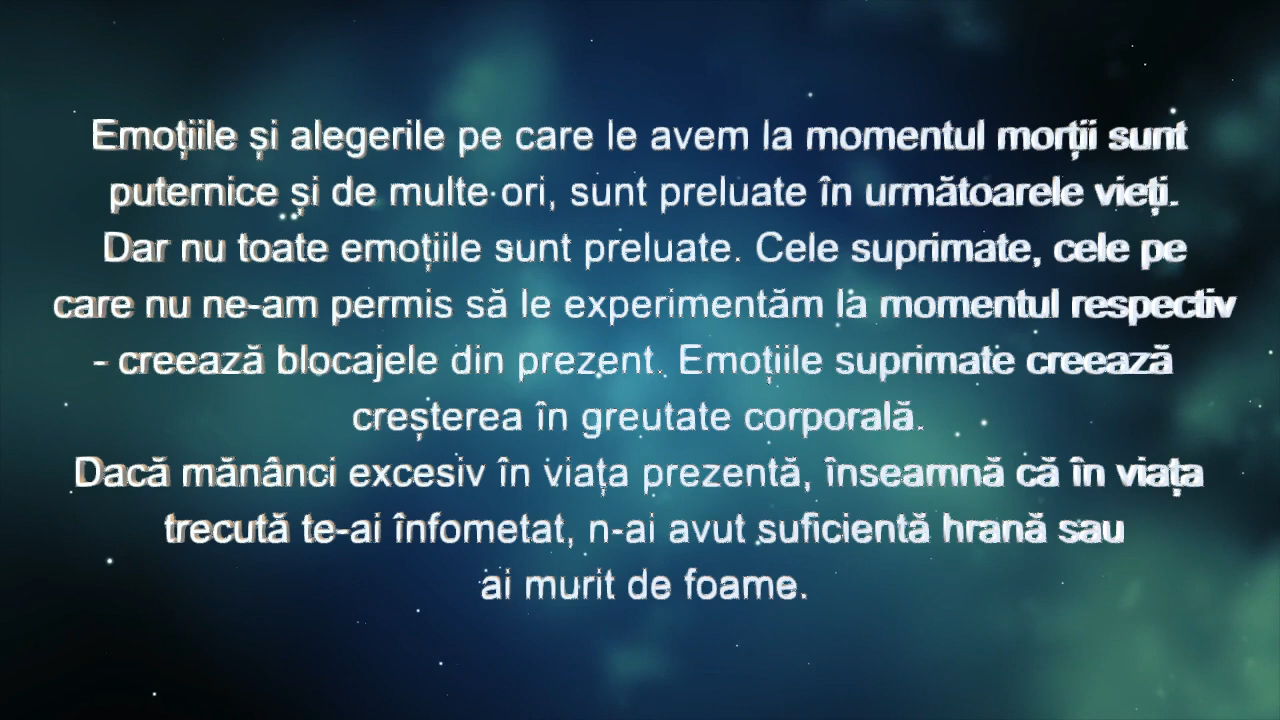 Emoțiile și alegerile pe care le avem la momentul morții sunt
puternice și de multe ori, sunt preluate în următoarele vieți.
Dar nu toate emoțiile sunt preluate. Cele suprimate, cele pe
care nu ne-am permis să le experimentăm la momentul respectiv
- creează blocajele din prezent. Emoțiile suprimate creează
creșterea în greutate corporală.
Dacă mănânci excesiv în viața prezentă, înseamnă că în viața
trecută te-ai înfometat, n-ai avut suficientă hrană sau
ai murit de foame.